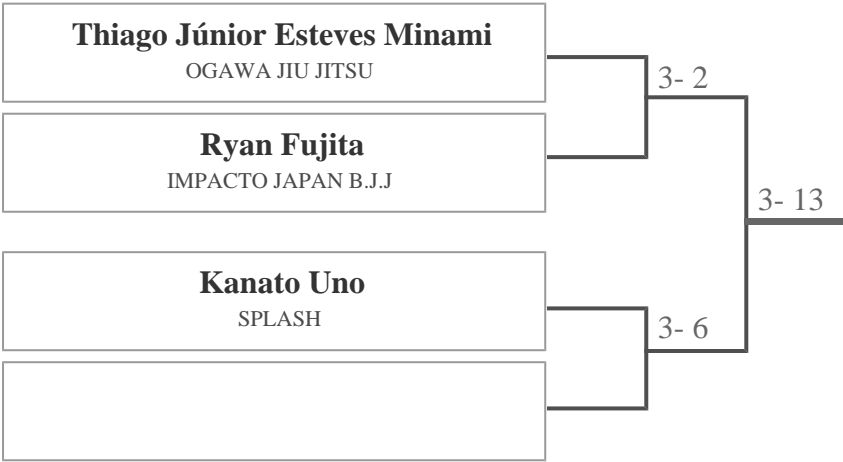 Thiago Júnior Esteves Minami
OGAWA JIU JITSU
3- 2
Ryan Fujita
IMPACTO JAPAN B.J.J
3- 13
Kanato Uno
SPLASH
3- 6